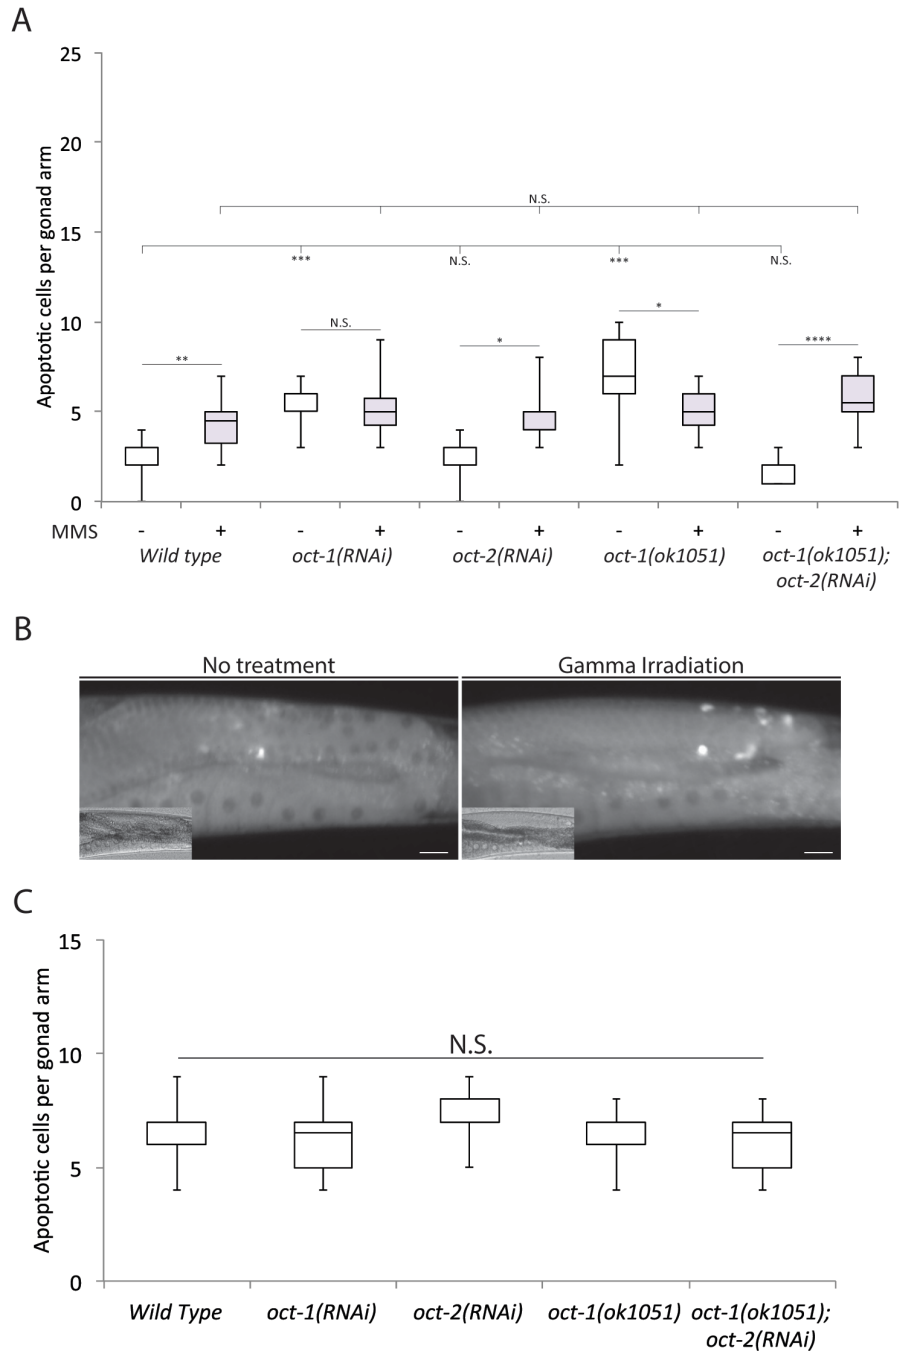 A
Apoptotic cells per gonad arm
25
20
15
10
5
0
N.S.
***
N.S.
***
N.S.
**
N.S.
*
*
****
MMS
- + - + - + - + - +
Wild type oct-1(RNAi) oct-2(RNAi) oct-1(ok1051) oct-1(ok1051);
oct-2(RNAi)
B
No treatment Gamma Irradiation
C
Apoptotic cells per gonad arm
15
10
5
0
N.S.
Wild Type oct-1(RNAi) oct-2(RNAi) oct-1(ok1051) oct-1(ok1051);
oct-2(RNAi)